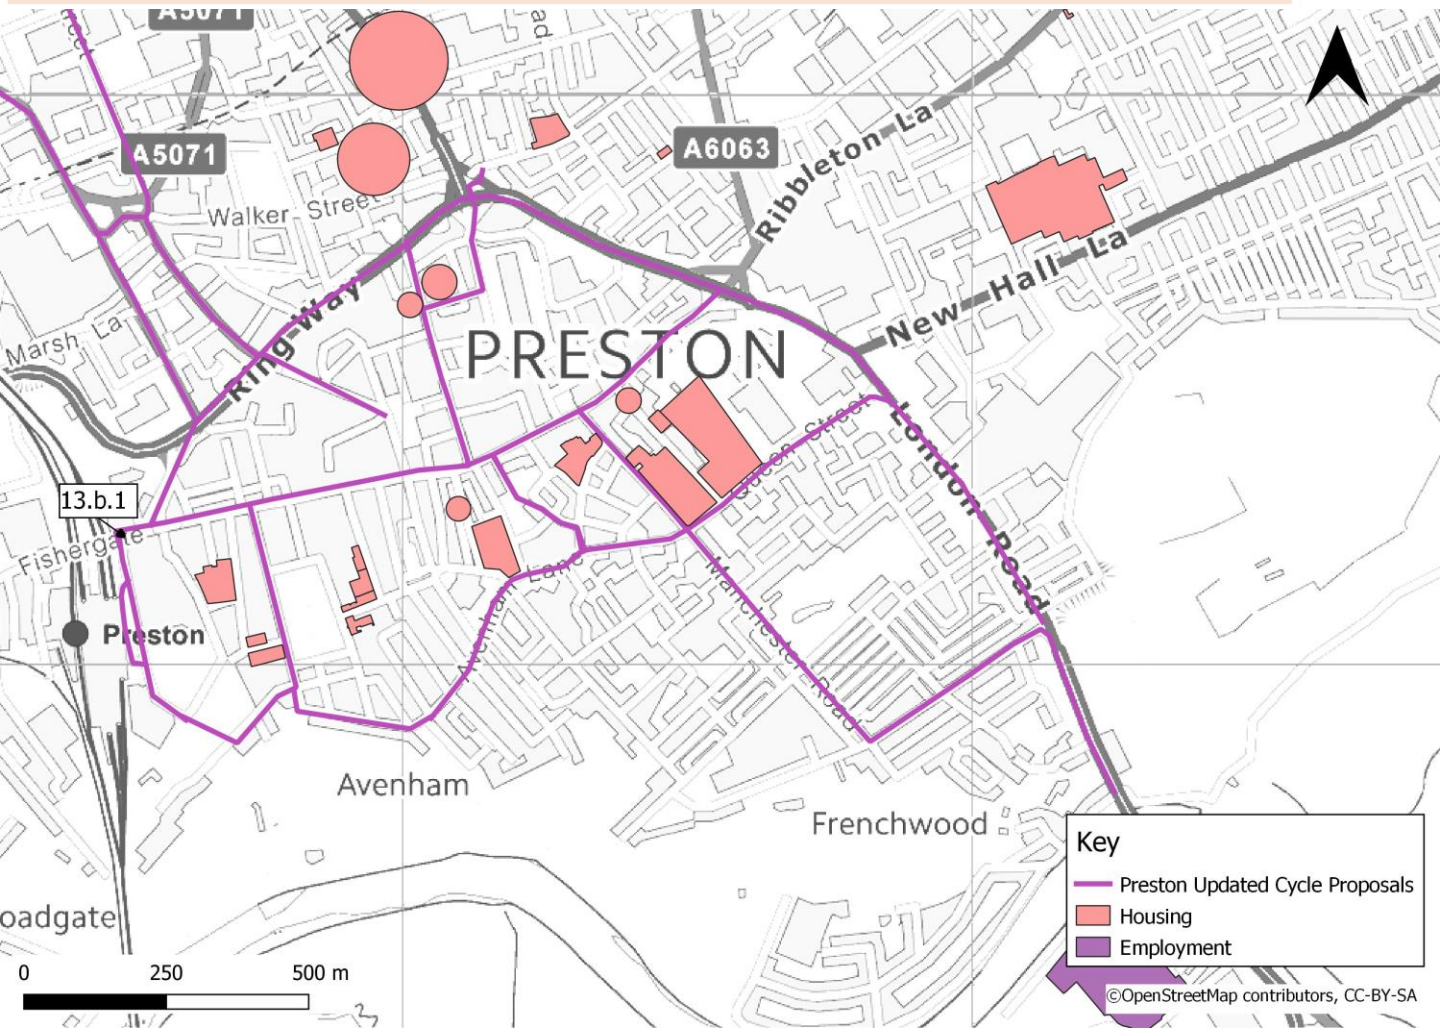 A5071
ad
A5071
A6063
Ribbleton La
Walker Street
New Hall La
Ring Way
Marsh La
PRESTON
Queen Street
London Road
13.b.1
Fishergate
Avenham Lane
Manchester Road
Preston
Avenham
Frenchwood
Key
Preston Updated Cycle Proposals
Housing
Employment
oadgate
0 250 500 m
©OpenStreetMap contributors, CC-BY-SA